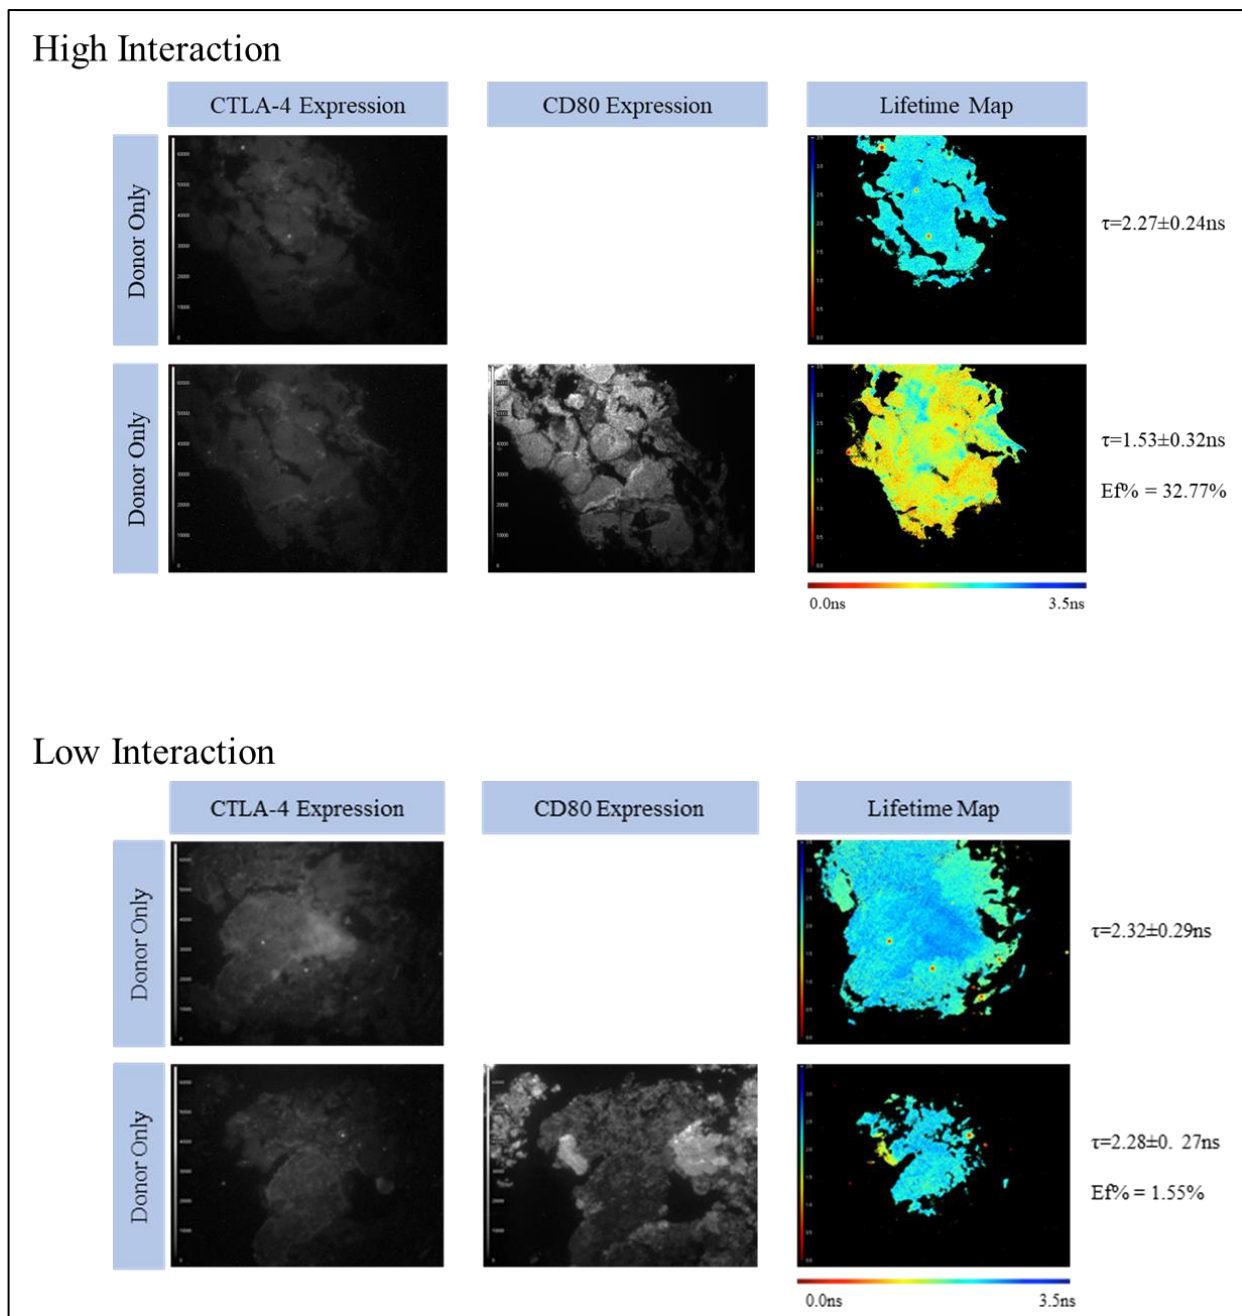 High Interaction
CTLA-4 Expression
CD80 Expression
Lifetime Map
Donor Only
τ=2.27±0.24ns
Donor Only
τ=1.53±0.32ns
Ef% = 32.77%
0.0ns
3.5ns
Low Interaction
CTLA-4 Expression
CD80 Expression
Lifetime Map
Donor Only
τ=2.32±0.29ns
Donor Only
τ=2.28±0. 27ns
Ef% = 1.55%
0.0ns
3.5ns